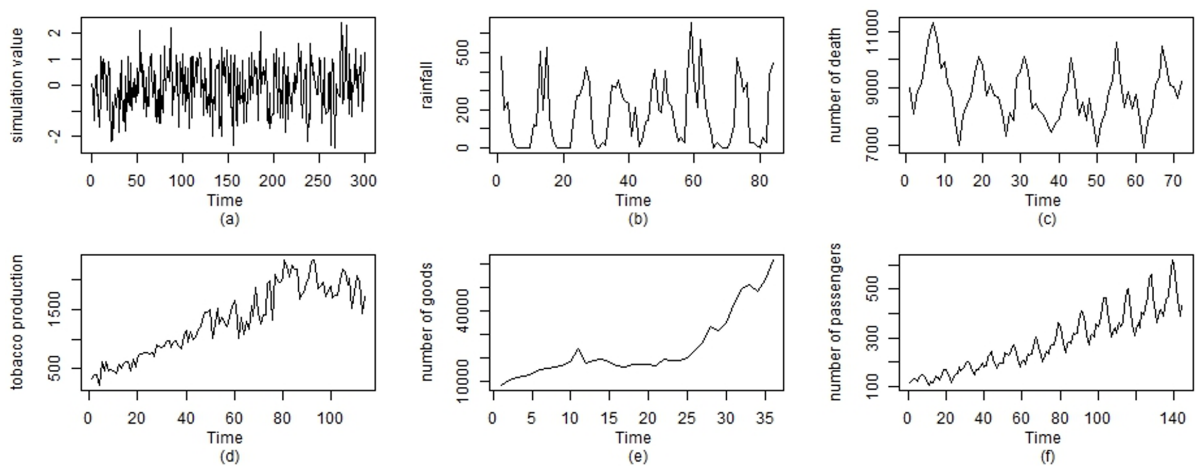 simulation value
2
1
0
-2
0 50 100 150 200 250 300
Time
(a)
rainfall
500
200
0
0 20 40 60 80
Time
(b)
number of death
11000
9000
7000
0 10 20 30 40 50 60 70
Time
(c)
tobacco production
1500
500
0 20 40 60 80 100
Time
(d)
number of goods
40000
10000
0 5 10 15 20 25 30 35
Time
(e)
number of passengers
500
300
100
0 20 40 60 80 100 140
Time
(f)